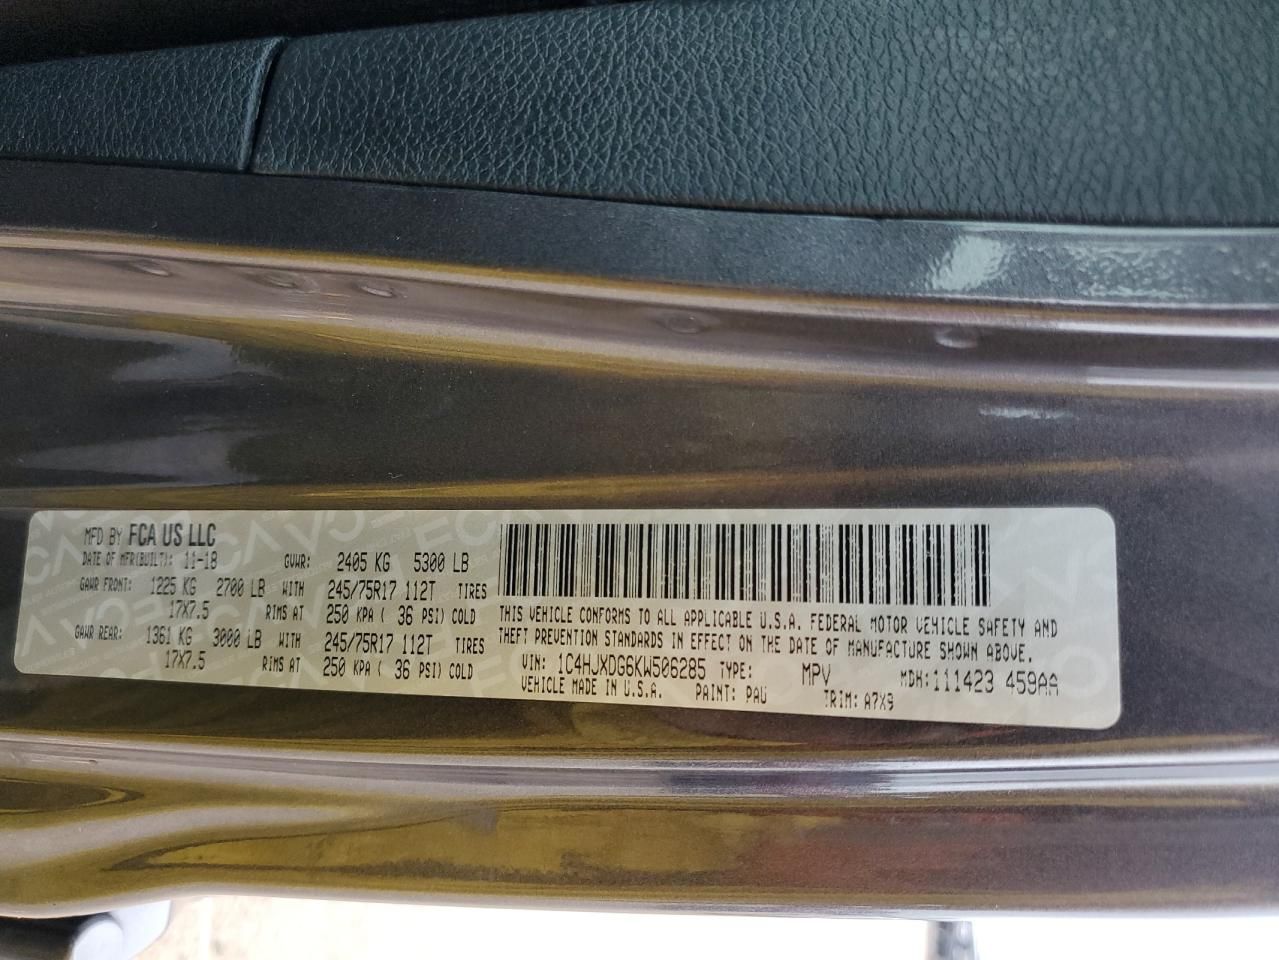 MFD BY FCA US LLC
DATE OF MFR(BUILT): 11-18 GVWR: 2405 KG 5300 LB
GAWR FRONT: 1225 KG 2700 LB WITH 245/75R17 112T TIRES
17X7.5 RIMS AT 250 KPA ( 36 PSI) COLD
GAWR REAR: 1361 KG 3000 LB WITH 245/75R17 112T TIRES
17X7.5 RIMS AT 250 KPA ( 36 PSI) COLD
THIS VEHICLE CONFORMS TO ALL APPLICABLE U.S.A. FEDERAL MOTOR VEHICLE SAFETY AND
THEFT PREVENTION STANDARDS IN EFFECT ON THE DATE OF MANUFACTURE SHOWN ABOVE.
VIN: 1C4HJXDG6KW506285 TYPE: MPV MDH:111423 459AA
VEHICLE MADE IN U.S.A. PAINT: PAU TRIM: A7X9